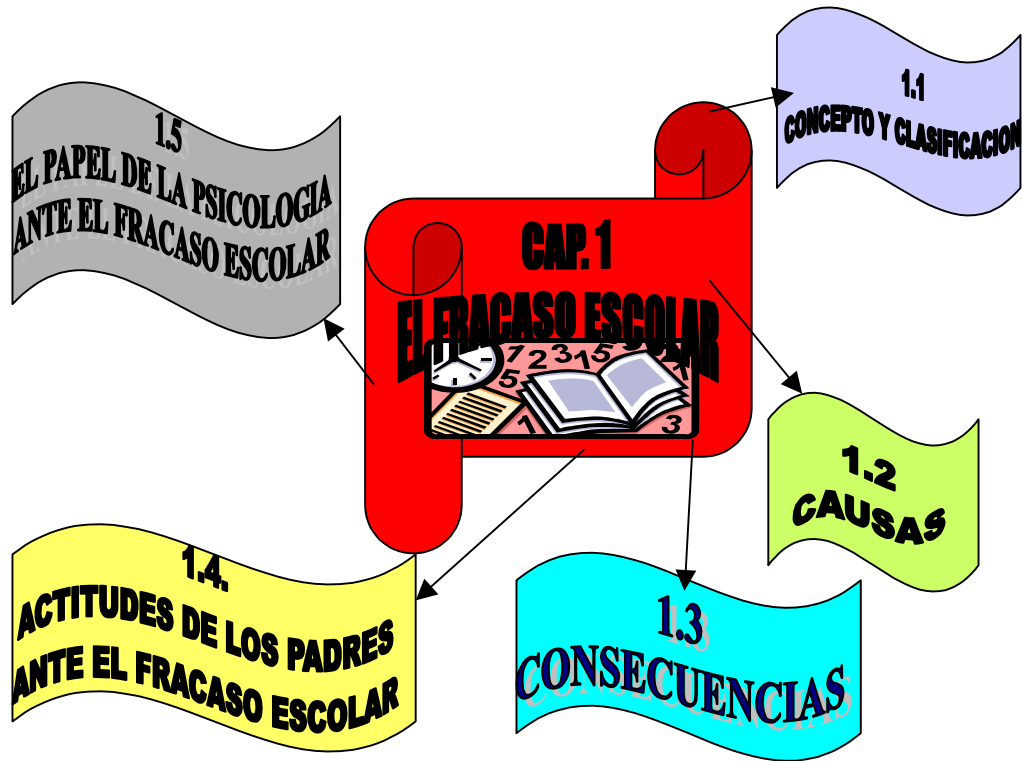 CAP. 1
EL FRACASO ESCOLAR
1.1
CONCEPTO Y CLASIFICACION
1.2
CAUSAS
1.3
CONSECUENCIAS
1.4.
ACTITUDES DE LOS PADRES
ANTE EL FRACASO ESCOLAR
1.5
EL PAPEL DE LA PSICOLOGIA
ANTE EL FRACASO ESCOLAR